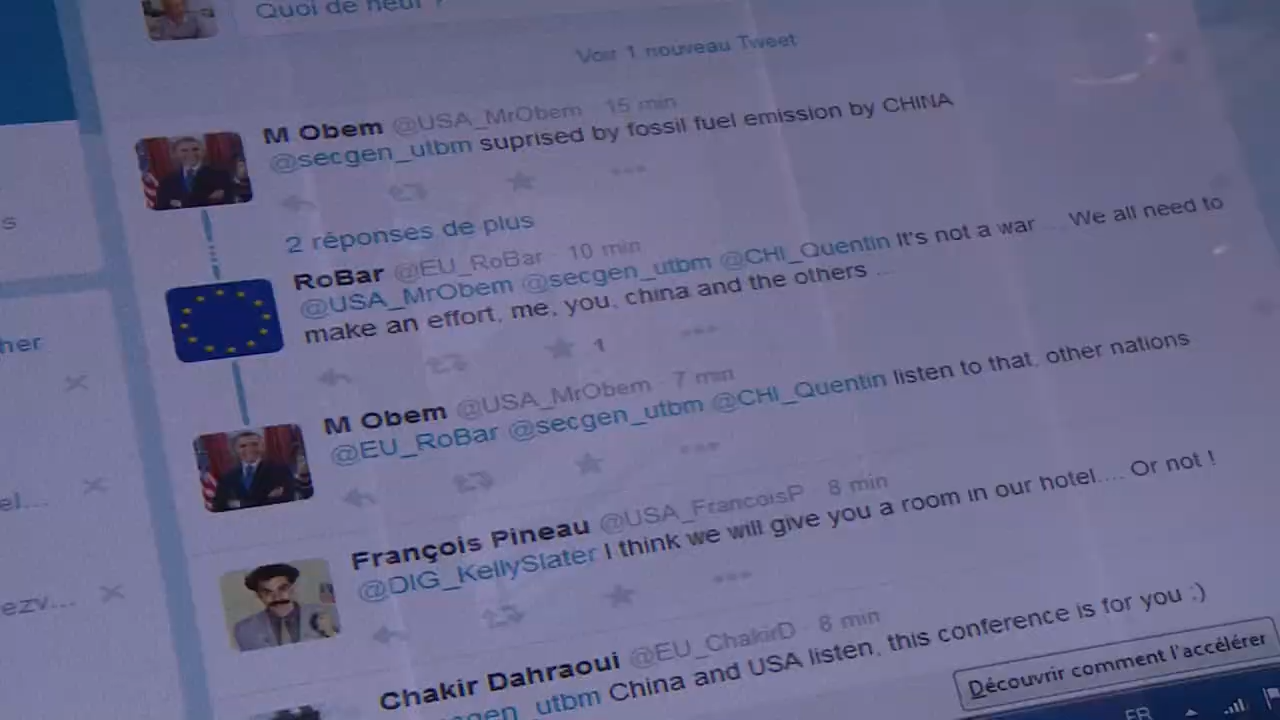 Quoi de neuf ?
Voir 1 nouveau Tweet
M Obem @USA_MrObem · 15 min
@secgen_utbm suprised by fossil fuel emission by CHINA
2 réponses de plus
RoBar @EU_RoBar · 10 min
@USA_MrObem @secgen_utbm @CHI_Quentin It's not a war ... We all need to
make an effort, me, you, china and the others ...
1
M Obem @USA_MrObem · 7 min
@EU_RoBar @secgen_utbm @CHI_Quentin listen to that, other nations
François Pineau @USA_FrancoisP · 8 min
@DIG_KellySlater I think we will give you a room in our hotel.... Or not !
Chakir Dahraoui @EU_ChakirD · 8 min
utbm China and USA listen, this conference is for you :)
Découvrir comment l'accélérer
FR